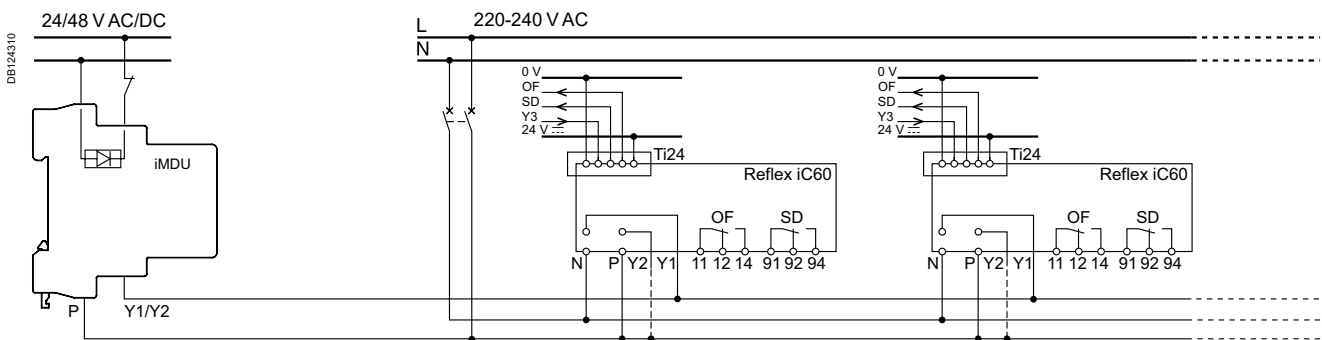 24/48 V AC/DC
L 220-240 V AC
N
DB124310
iMDU
P Y1/Y2
0 V
OF
SD
Y3
24 V
Ti24
Reflex iC60
OF SD
N P Y2 Y1 11 12 14 91 92 94
0 V
OF
SD
Y3
24 V
Ti24
Reflex iC60
OF SD
N P Y2 Y1 11 12 14 91 92 94